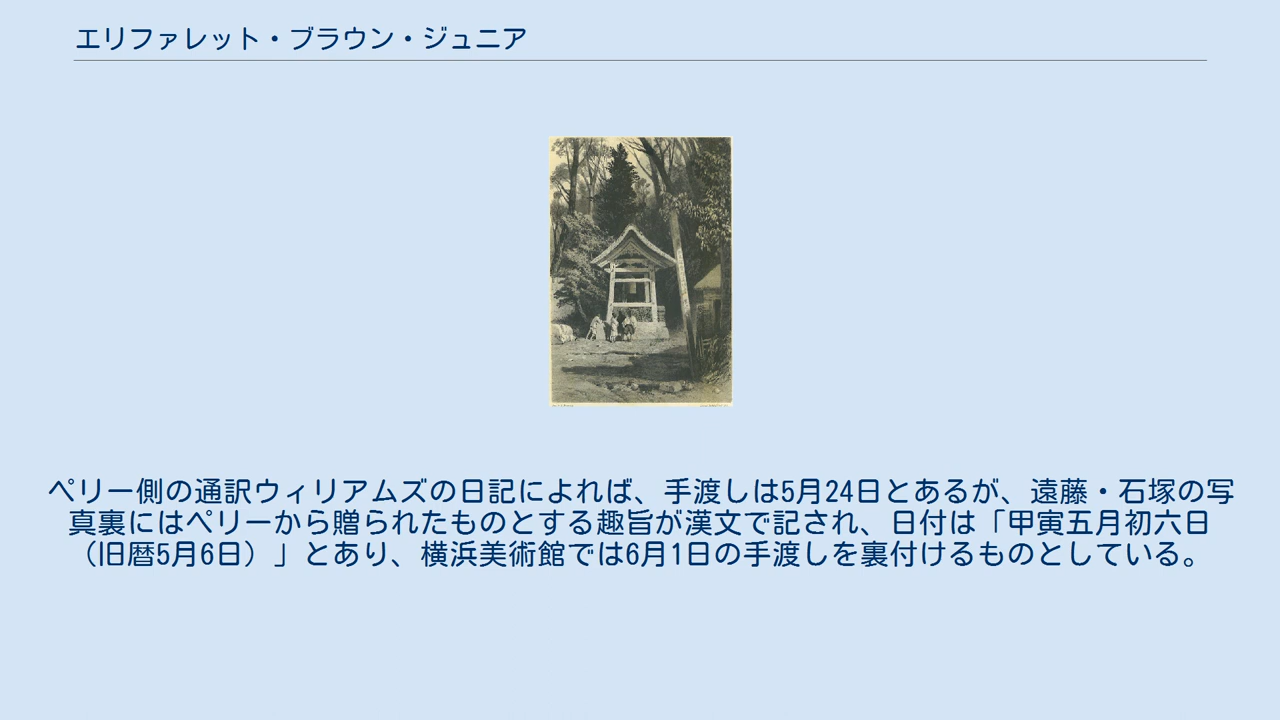 エリファレット・ブラウン・ジュニア
ペリー側の通訳ウィリアムズの日記によれば、手渡しは5月24日とあるが、遠藤・石塚の写
真裏にはペリーから贈られたものとする趣旨が漢文で記され、日付は「甲寅五月初六日
（旧暦5月6日）」とあり、横浜美術館では6月1日の手渡しを裏付けるものとしている。